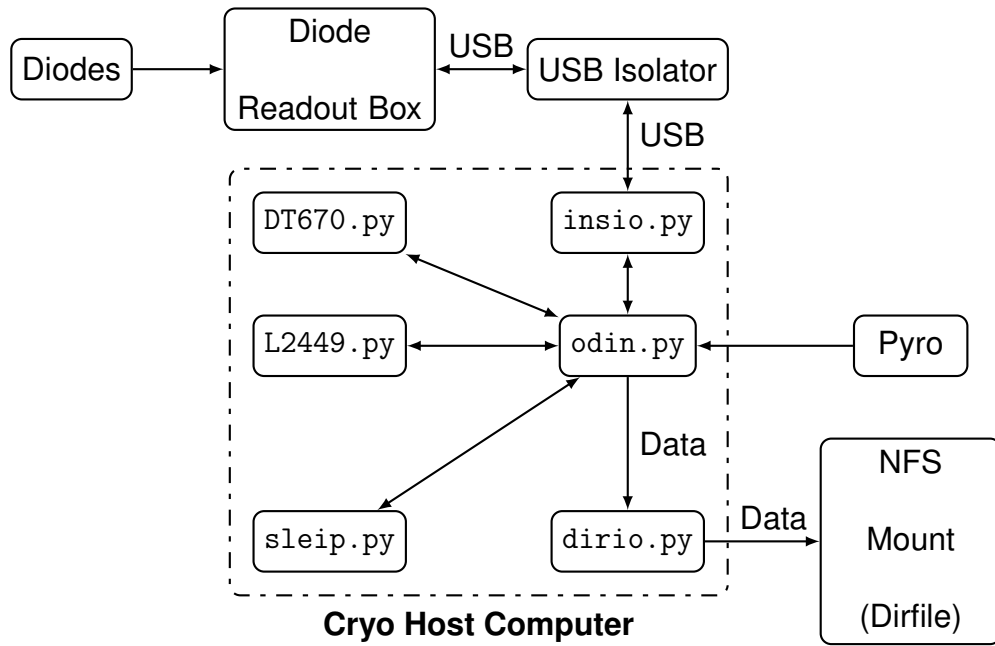 Diodes
Diode
Readout Box
USB
USB Isolator
USB
DT670.py
insio.py
L2449.py
odin.py
Pyro
Data
sleip.py
dirio.py
Data
NFS
Mount
(Dirfile)
Cryo Host Computer